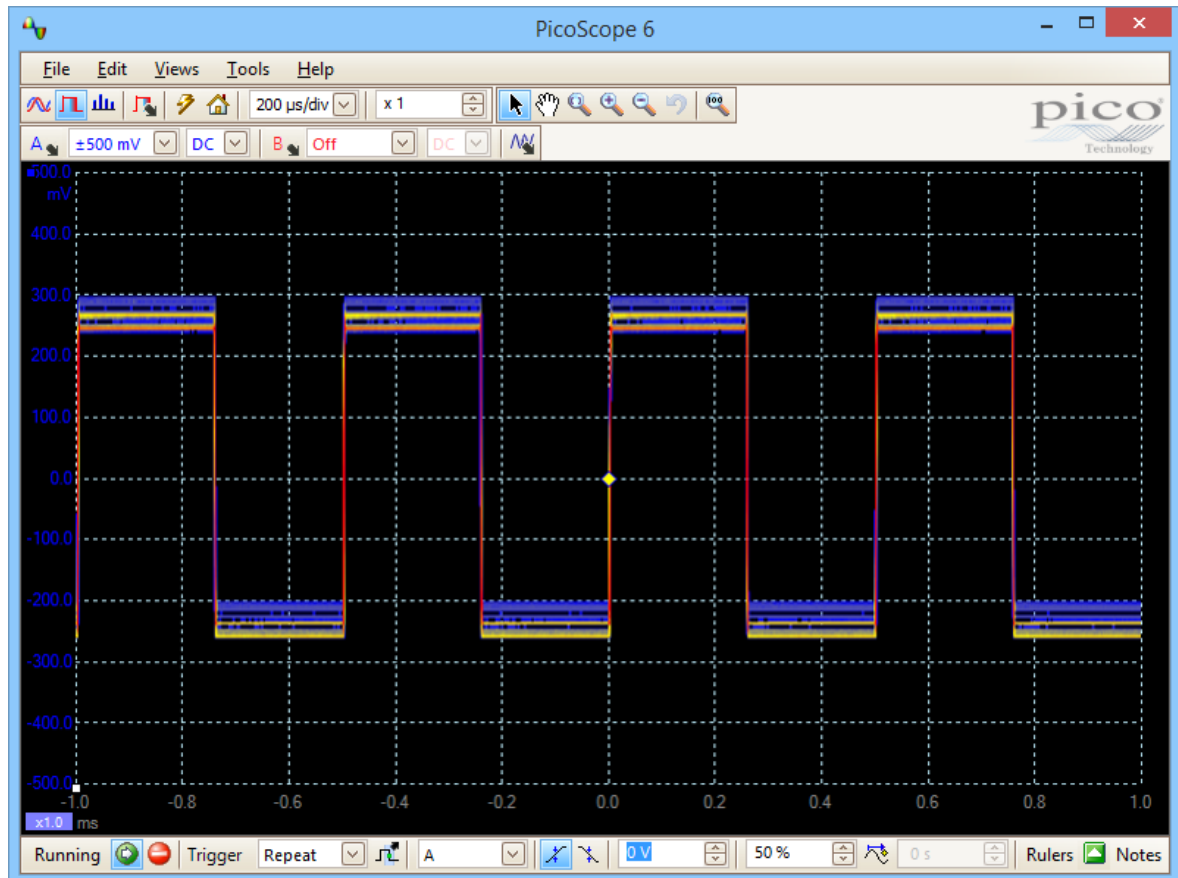 PicoScope 6
File Edit Views Tools Help
200 µs/div x 1 100
pico
Technology
A ±500 mV DC B Off DC
500.0
mV
400.0
300.0
200.0
100.0
0.0
-100.0
-200.0
-300.0
-400.0
-500.0
-1.0 -0.8 -0.6 -0.4 -0.2 0.0 0.2 0.4 0.6 0.8 1.0
x1.0 ms
Running Trigger Repeat A 0 V 50 % 0 s Rulers Notes